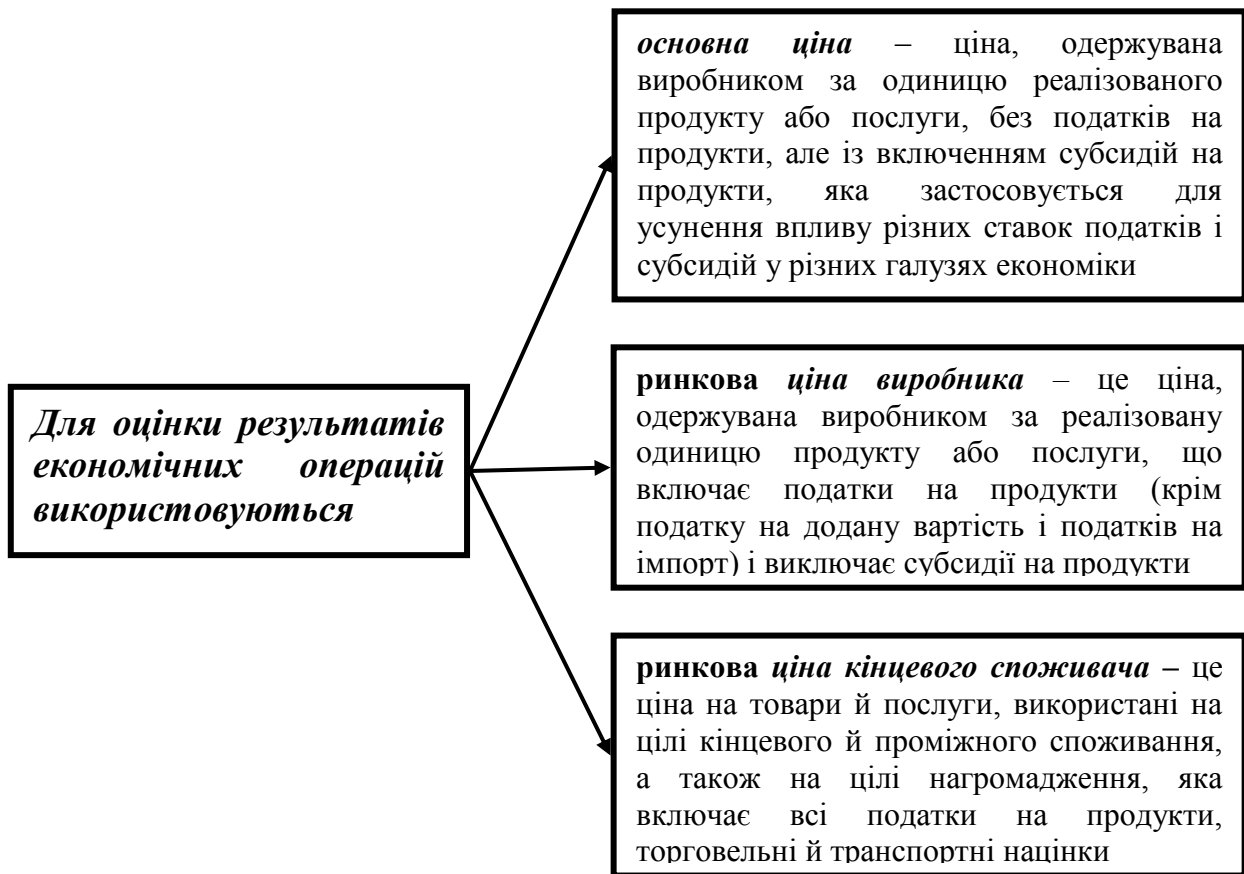 основна ціна – ціна, одержувана
виробником за одиницю реалізованого
продукту або послуги, без податків на
продукти, але із включенням субсидій на
продукти, яка застосовується для
усунення впливу різних ставок податків і
субсидій у різних галузях економіки
Для оцінки результатів
економічних операцій
використовуються
ринкова ціна виробника – це ціна,
одержувана виробником за реалізовану
одиницю продукту або послуги, що
включає податки на продукти (крім
податку на додану вартість і податків на
імпорт) і виключає субсидії на продукти
ринкова ціна кінцевого споживача – це
ціна на товари й послуги, використані на
цілі кінцевого й проміжного споживання,
а також на цілі нагромадження, яка
включає всі податки на продукти,
торговельні й транспортні націнки